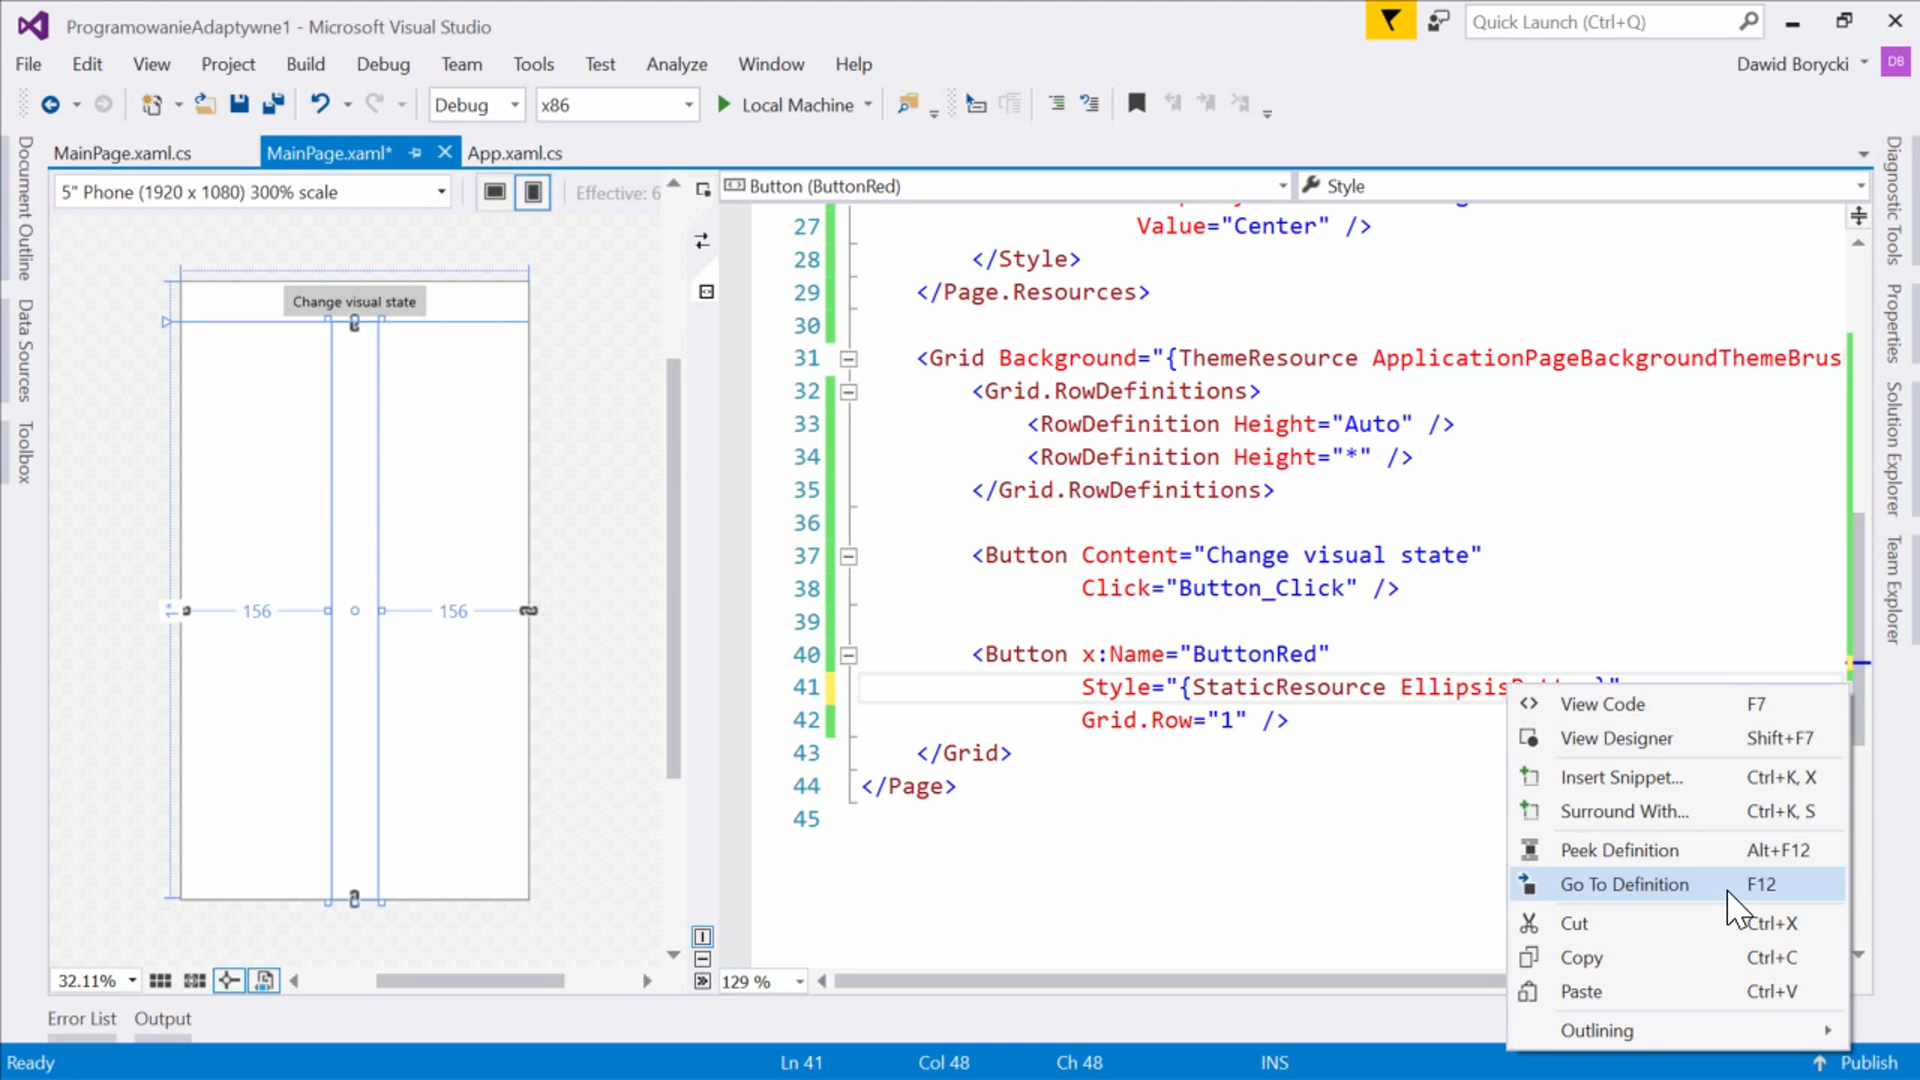 ProgramowanieAdaptywne1 - Microsoft Visual Studio
Quick Launch (Ctrl+Q)
File Edit View Project Build Debug Team Tools Test Analyze Window Help
Dawid Borycki DB
Debug x86 Local Machine
MainPage.xaml.cs MainPage.xaml* App.xaml.cs
5" Phone (1920 x 1080) 300% scale
Effective: 6
Button (ButtonRed) Style
Document Outline
Data Sources
Toolbox
Change visual state
1*
156 156
27 Value="Center" />
28 </Style>
29 </Page.Resources>
30
31 <Grid Background="{ThemeResource ApplicationPageBackgroundThemeBrus
32 <Grid.RowDefinitions>
33 <RowDefinition Height="Auto" />
34 <RowDefinition Height="*" />
35 </Grid.RowDefinitions>
36
37 <Button Content="Change visual state"
38 Click="Button_Click" />
39
40 <Button x:Name="ButtonRed"
41 Style="{StaticResource Ellipsis
42 Grid.Row="1" />
43 </Grid>
44 </Page>
45
View Code F7
View Designer Shift+F7
Insert Snippet... Ctrl+K, X
Surround With... Ctrl+K, S
Peek Definition Alt+F12
Go To Definition F12
Cut Ctrl+X
Copy Ctrl+C
Paste Ctrl+V
Outlining
Diagnostic Tools
Properties
Solution Explorer
Team Explorer
32.11%
129 %
Error List Output
Ready Ln 41 Col 48 Ch 48 INS Publish